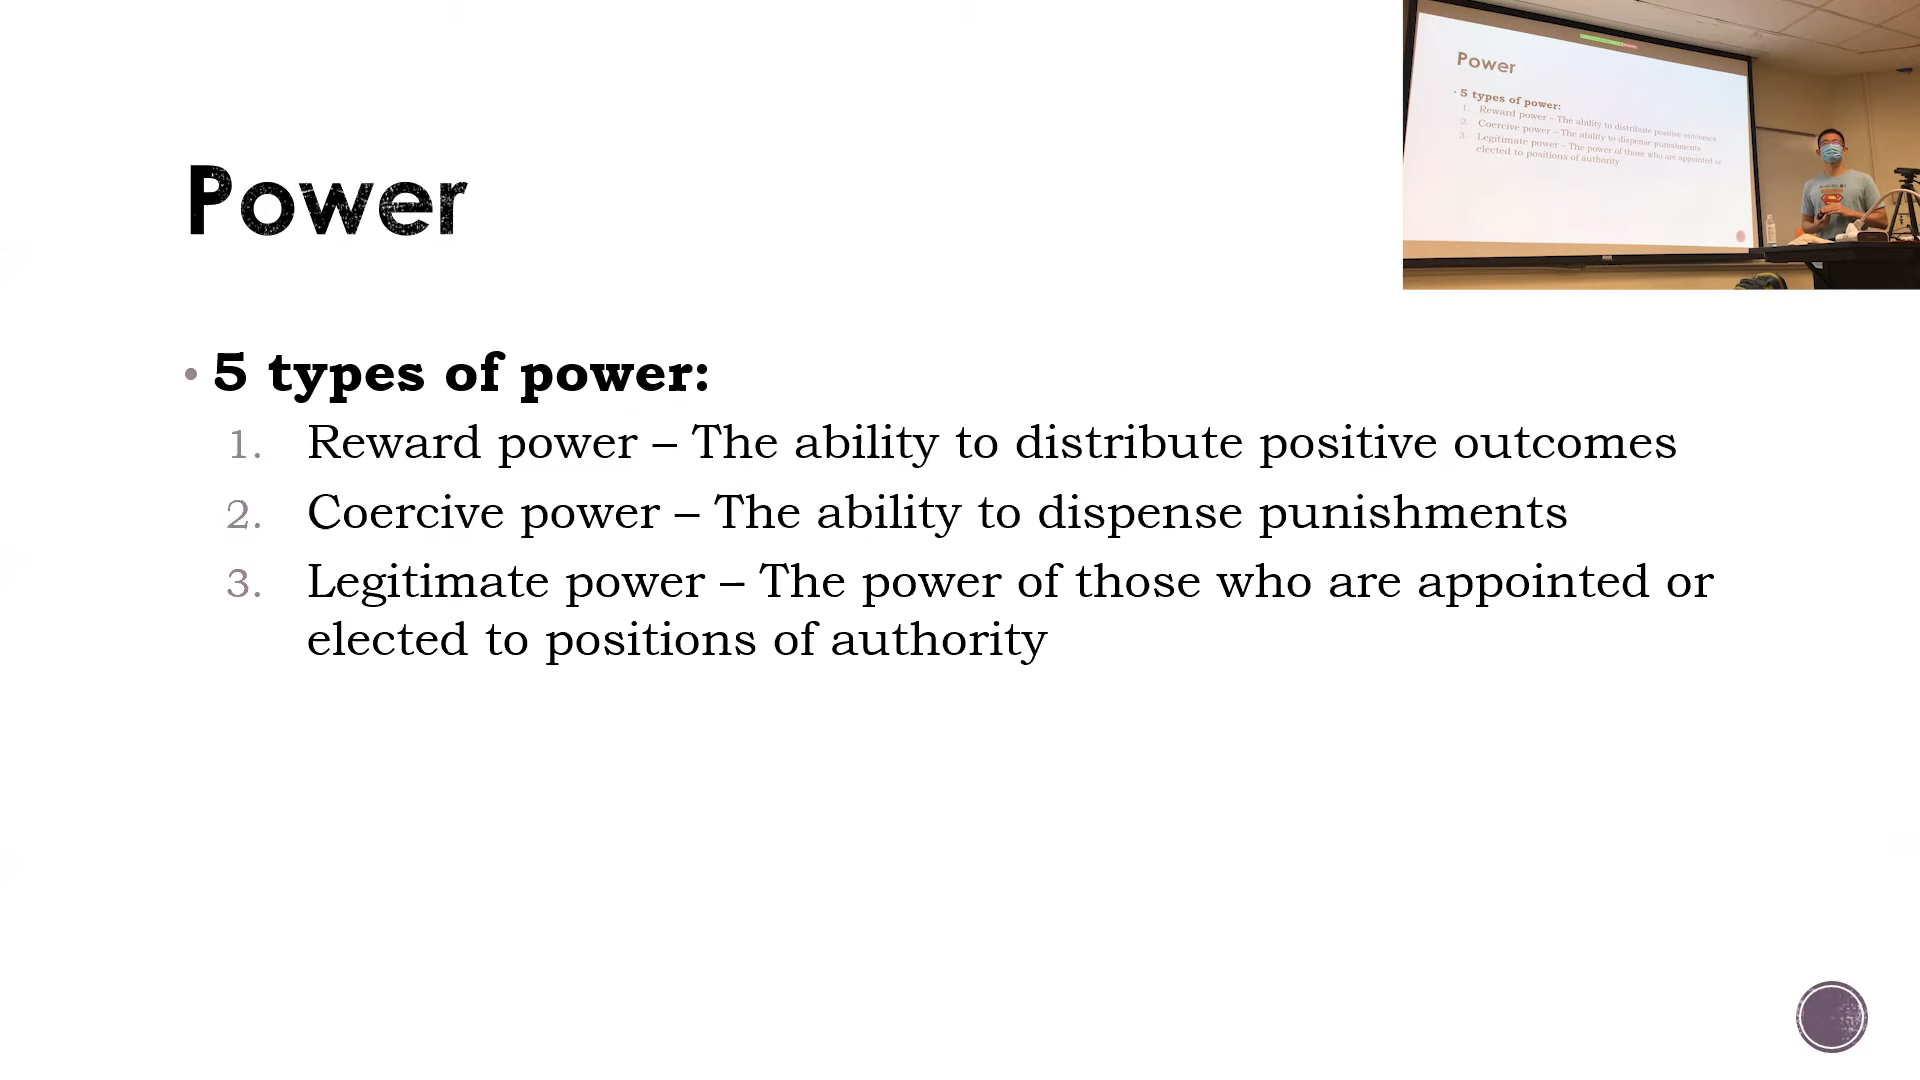 Power
• 5 types of power:
1. Reward power – The ability to distribute positive outcomes
2. Coercive power – The ability to dispense punishments
3. Legitimate power – The power of those who are appointed or
elected to positions of authority
Power
• 5 types of power:
1. Reward power – The ability to distribute positive outcomes
2. Coercive power – The ability to dispense punishments
3. Legitimate power – The power of those who are appointed or
elected to positions of authority